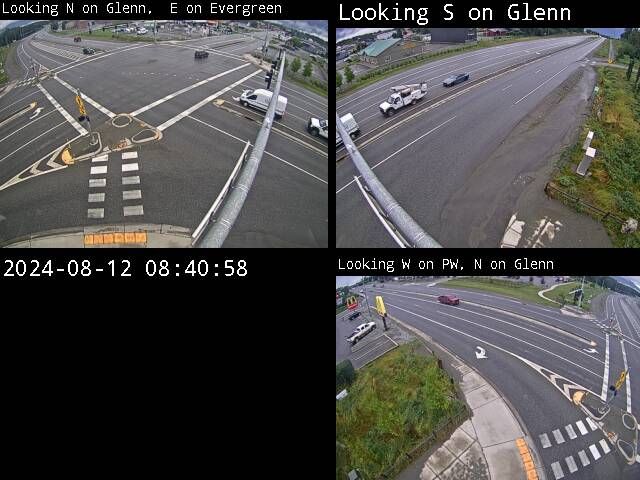 Looking N on Glenn, E on Evergreen
Looking S on Glenn
2024-08-12 08:40:58
Looking W on PW, N on Glenn